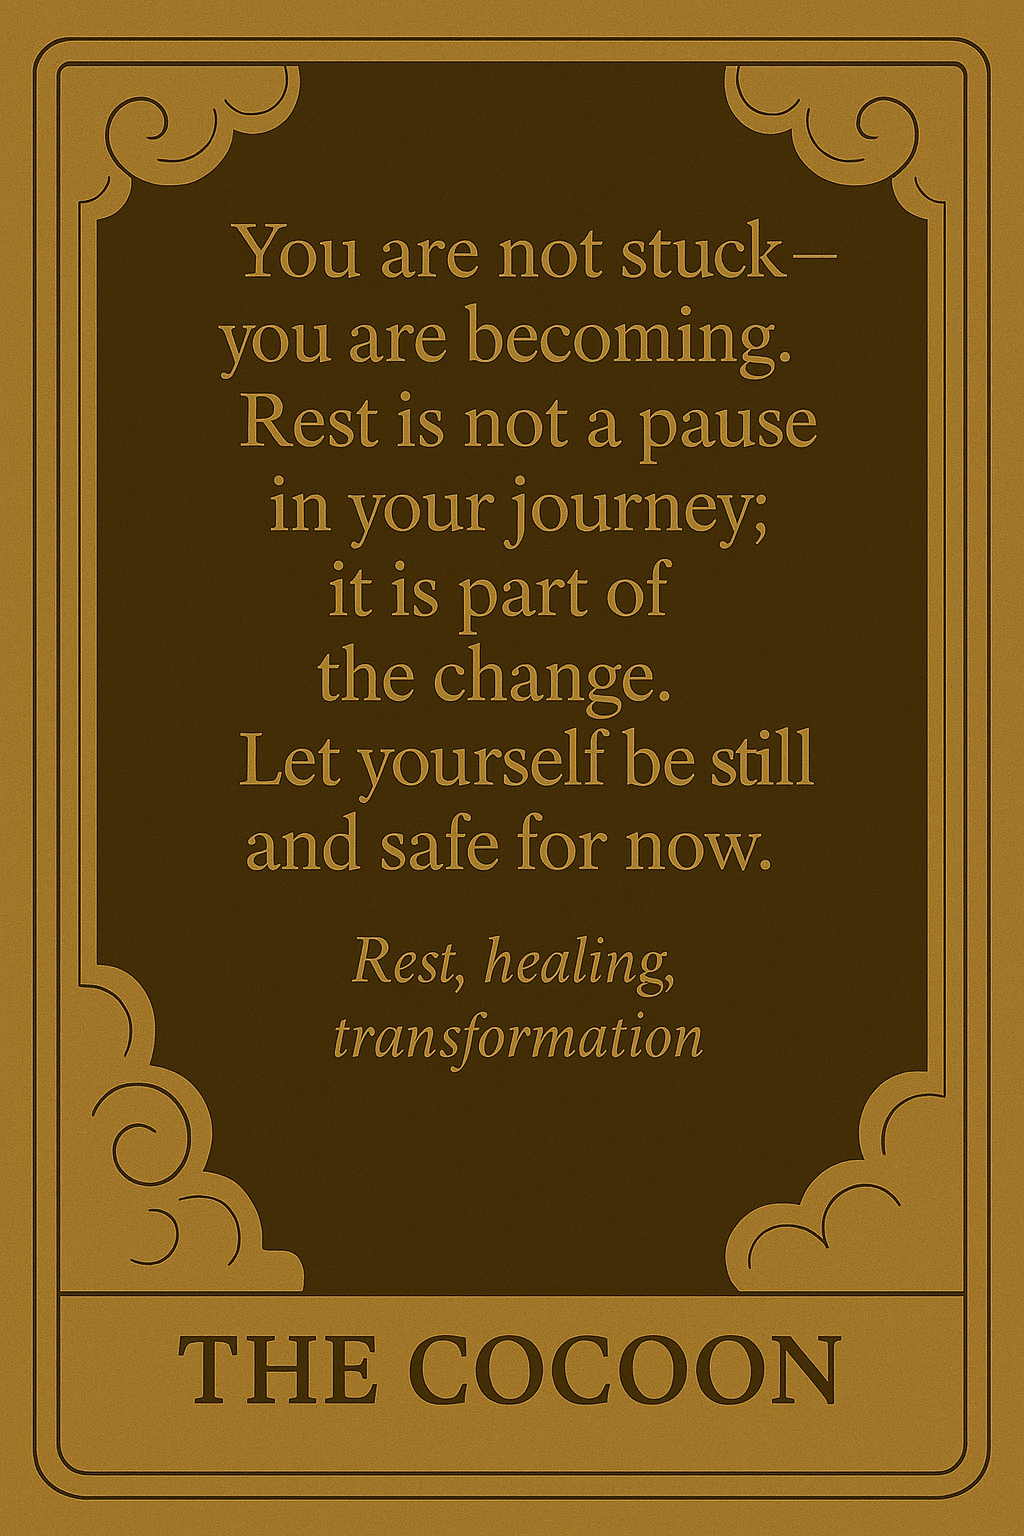 You are not stuck—
you are becoming.
Rest is not a pause
in your journey;
it is part of
the change.
Let yourself be still
and safe for now.
Rest, healing,
transformation
THE COCOON